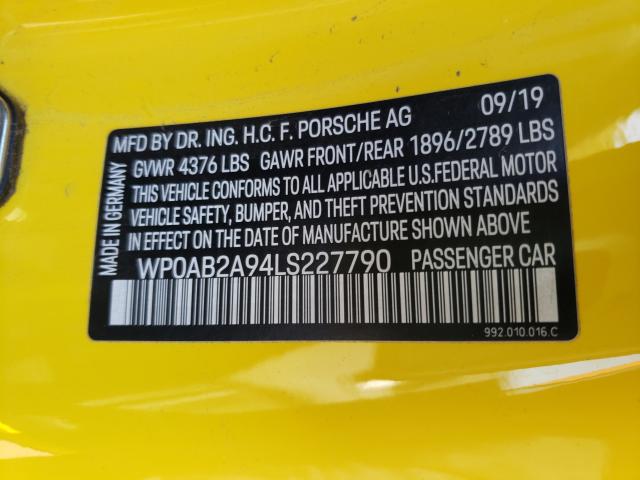 MFD BY DR. ING. H.C. F. PORSCHE AG 09/19
GVWR 4376 LBS GAWR FRONT/REAR 1896/2789 LBS
THIS VEHICLE CONFORMS TO ALL APPLICABLE U.S.FEDERAL MOTOR
VEHICLE SAFETY, BUMPER, AND THEFT PREVENTION STANDARDS
IN EFFECT ON THE DATE OF MANUFACTURE SHOWN ABOVE
WP0AB2A94LS227790 PASSENGER CAR
992.010.016.C
MADE IN GERMANY